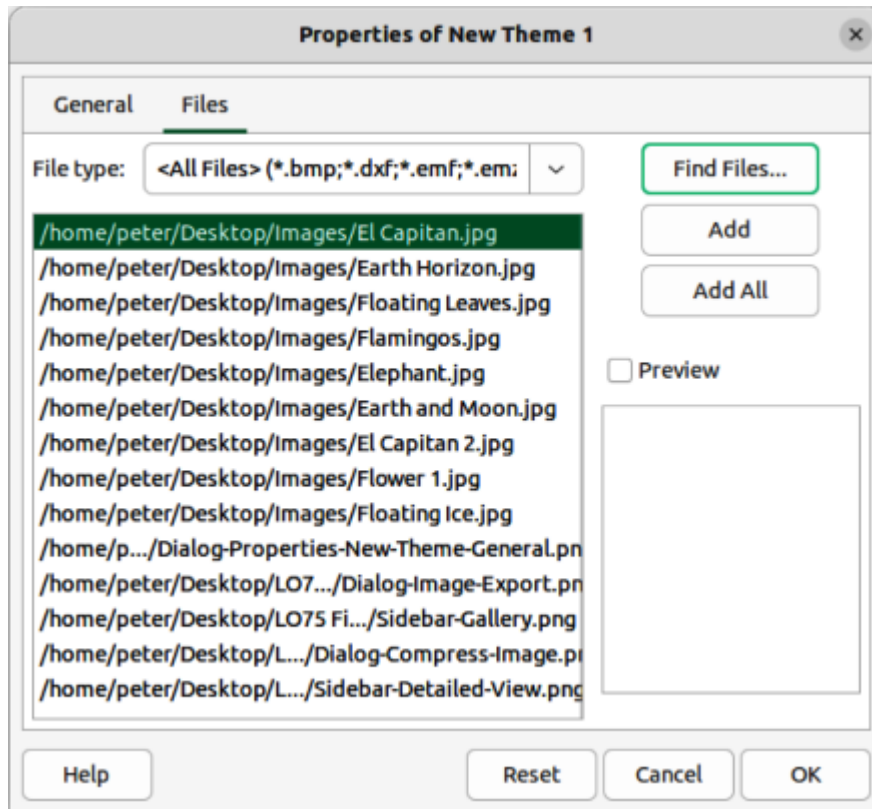 Properties of New Theme 1
General Files
File type: <All Files> (*.bmp;*.dxf;*.emf;*.emz
Find Files...
/home/peter/Desktop/Images/El Capitan.jpg
Add
/home/peter/Desktop/Images/Earth Horizon.jpg
/home/peter/Desktop/Images/Floating Leaves.jpg
Add All
/home/peter/Desktop/Images/Flamingos.jpg
/home/peter/Desktop/Images/Elephant.jpg
Preview
/home/peter/Desktop/Images/Earth and Moon.jpg
/home/peter/Desktop/Images/El Capitan 2.jpg
/home/peter/Desktop/Images/Flower 1.jpg
/home/peter/Desktop/Images/Floating Ice.jpg
/home/p.../Dialog-Properties-New-Theme-General.pn
/home/peter/Desktop/LO7.../Dialog-Image-Export.pn
/home/peter/Desktop/LO75 Fi.../Sidebar-Gallery.png
/home/peter/Desktop/L.../Dialog-Compress-Image.pn
/home/peter/Desktop/L.../Sidebar-Detailed-View.png
Help Reset Cancel OK